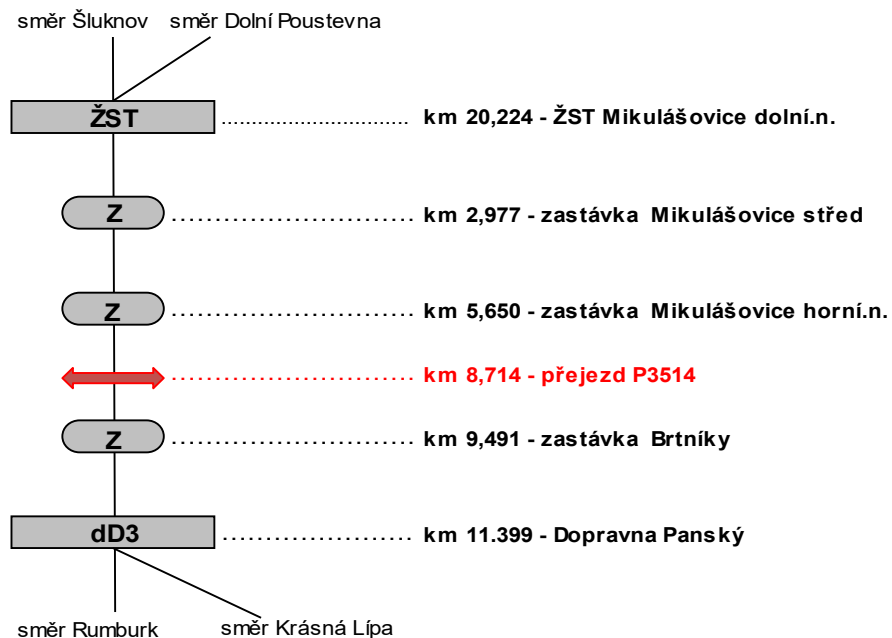 směr Šluknov směr Dolní Poustevna
ŽST ............................... km 20,224 - ŽST Mikulášovice dolní.n.
Z ........................... km 2,977 - zastávka Mikulášovice střed
Z ........................... km 5,650 - zastávka Mikulášovice horní.n.
........................... km 8,714 - přejezd P3514
Z ........................... km 9,491 - zastávka Brtníky
dD3 ..................... km 11.399 - Dopravna Panský
směr Rumburk směr Krásná Lípa